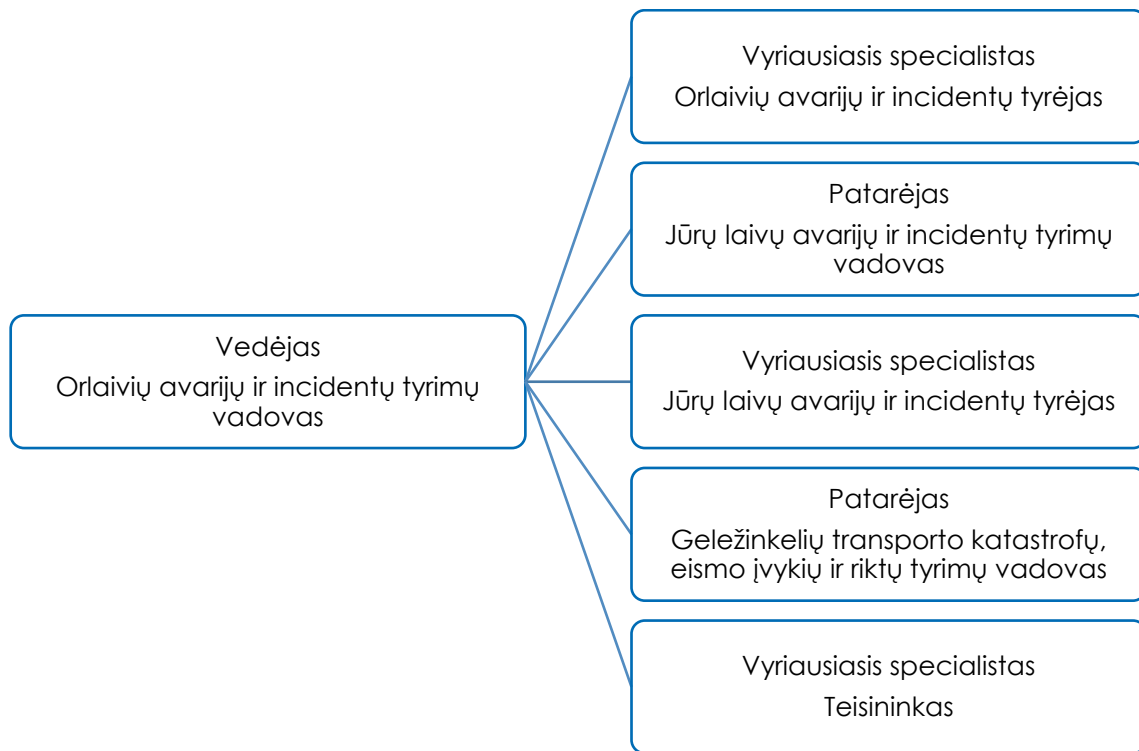 Vyriausiasis specialistas
Orlaivių avarijų ir incidentų tyrėjas
Patarėjas
Jūrų laivų avarijų ir incidentų tyrimų
vadovas
Vedėjas
Orlaivių avarijų ir incidentų tyrimų
vadovas
Vyriausiasis specialistas
Jūrų laivų avarijų ir incidentų tyrėjas
Patarėjas
Geležinkelių transporto katastrofų,
eismo įvykių ir riktų tyrimų vadovas
Vyriausiasis specialistas
Teisininkas